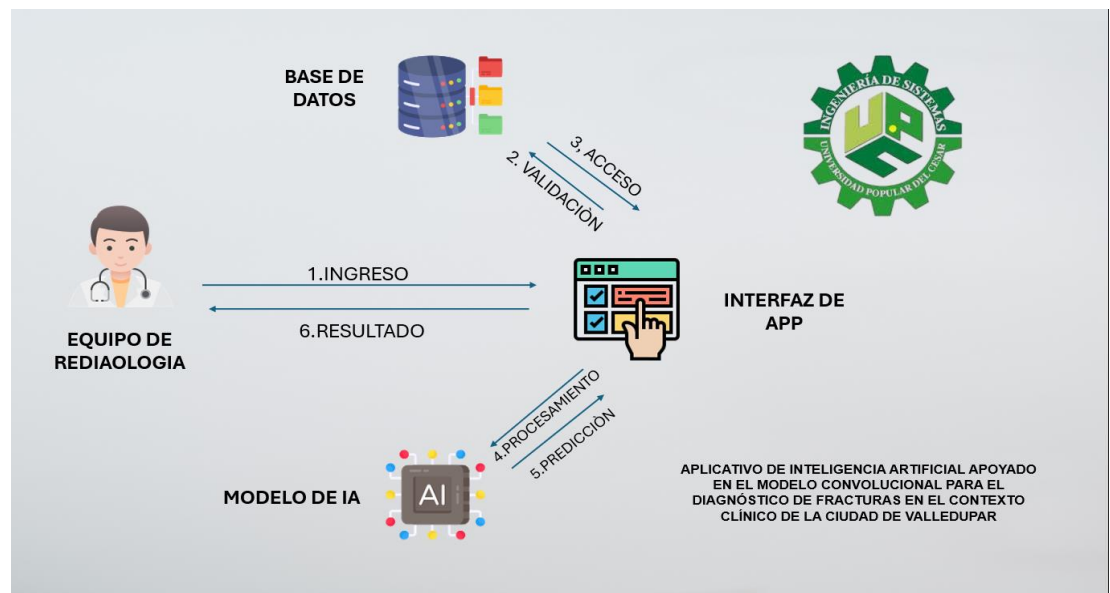 BASE DE
DATOS
INGENIERÍA DE SISTEMAS
UPC
UNIVERSIDAD POPULAR DEL CESAR
3, ACCESO
2. VALIDACIÒN
1.INGRESO
6.RESULTADO
EQUIPO DE
REDIAOLOGIA
INTERFAZ DE
APP
4.PROCESAMIENTO
5.PREDICCIÒN
MODELO DE IA
AI
APLICATIVO DE INTELIGENCIA ARTIFICIAL APOYADO
EN EL MODELO CONVOLUCIONAL PARA EL
DIAGNÓSTICO DE FRACTURAS EN EL CONTEXTO
CLÍNICO DE LA CIUDAD DE VALLEDUPAR